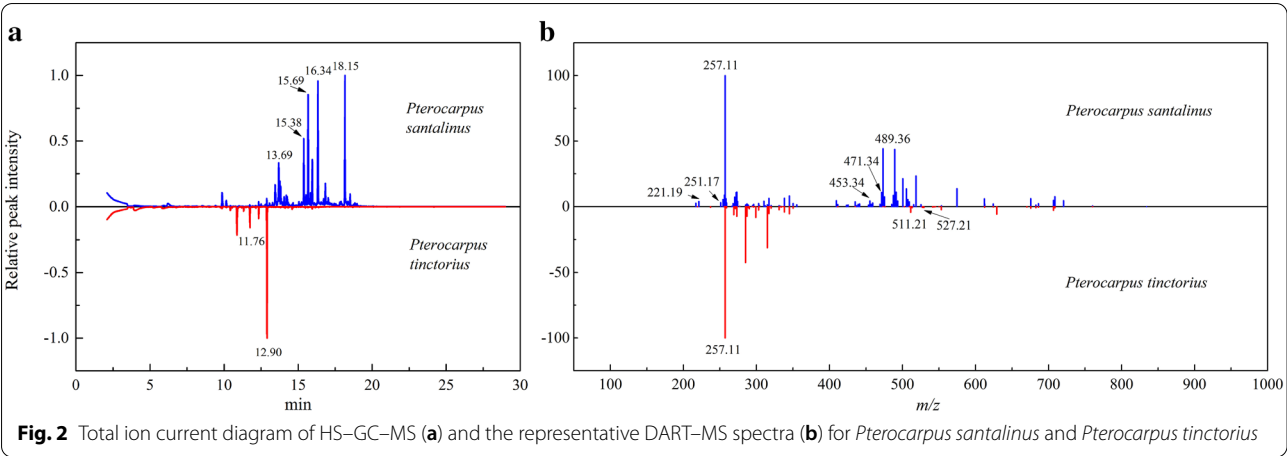 a
1.0
0.5
0.0
-0.5
-1.0
Relative peak intensity
0 5 10 15 20 25 30
min
13.69
15.38
15.69
16.34
18.15
Pterocarpus
santalinus
11.76
12.90
Pterocarpus
tinctorius
b
100
50
0
-50
-100
100 200 300 400 500 600 700 800 900 1000
m/z
257.11
221.19
251.17
453.34
471.34
489.36
Pterocarpus santalinus
511.21
527.21
257.11
Pterocarpus tinctorius
Fig. 2 Total ion current diagram of HS–GC–MS (a) and the representative DART–MS spectra (b) for Pterocarpus santalinus and Pterocarpus tinctorius